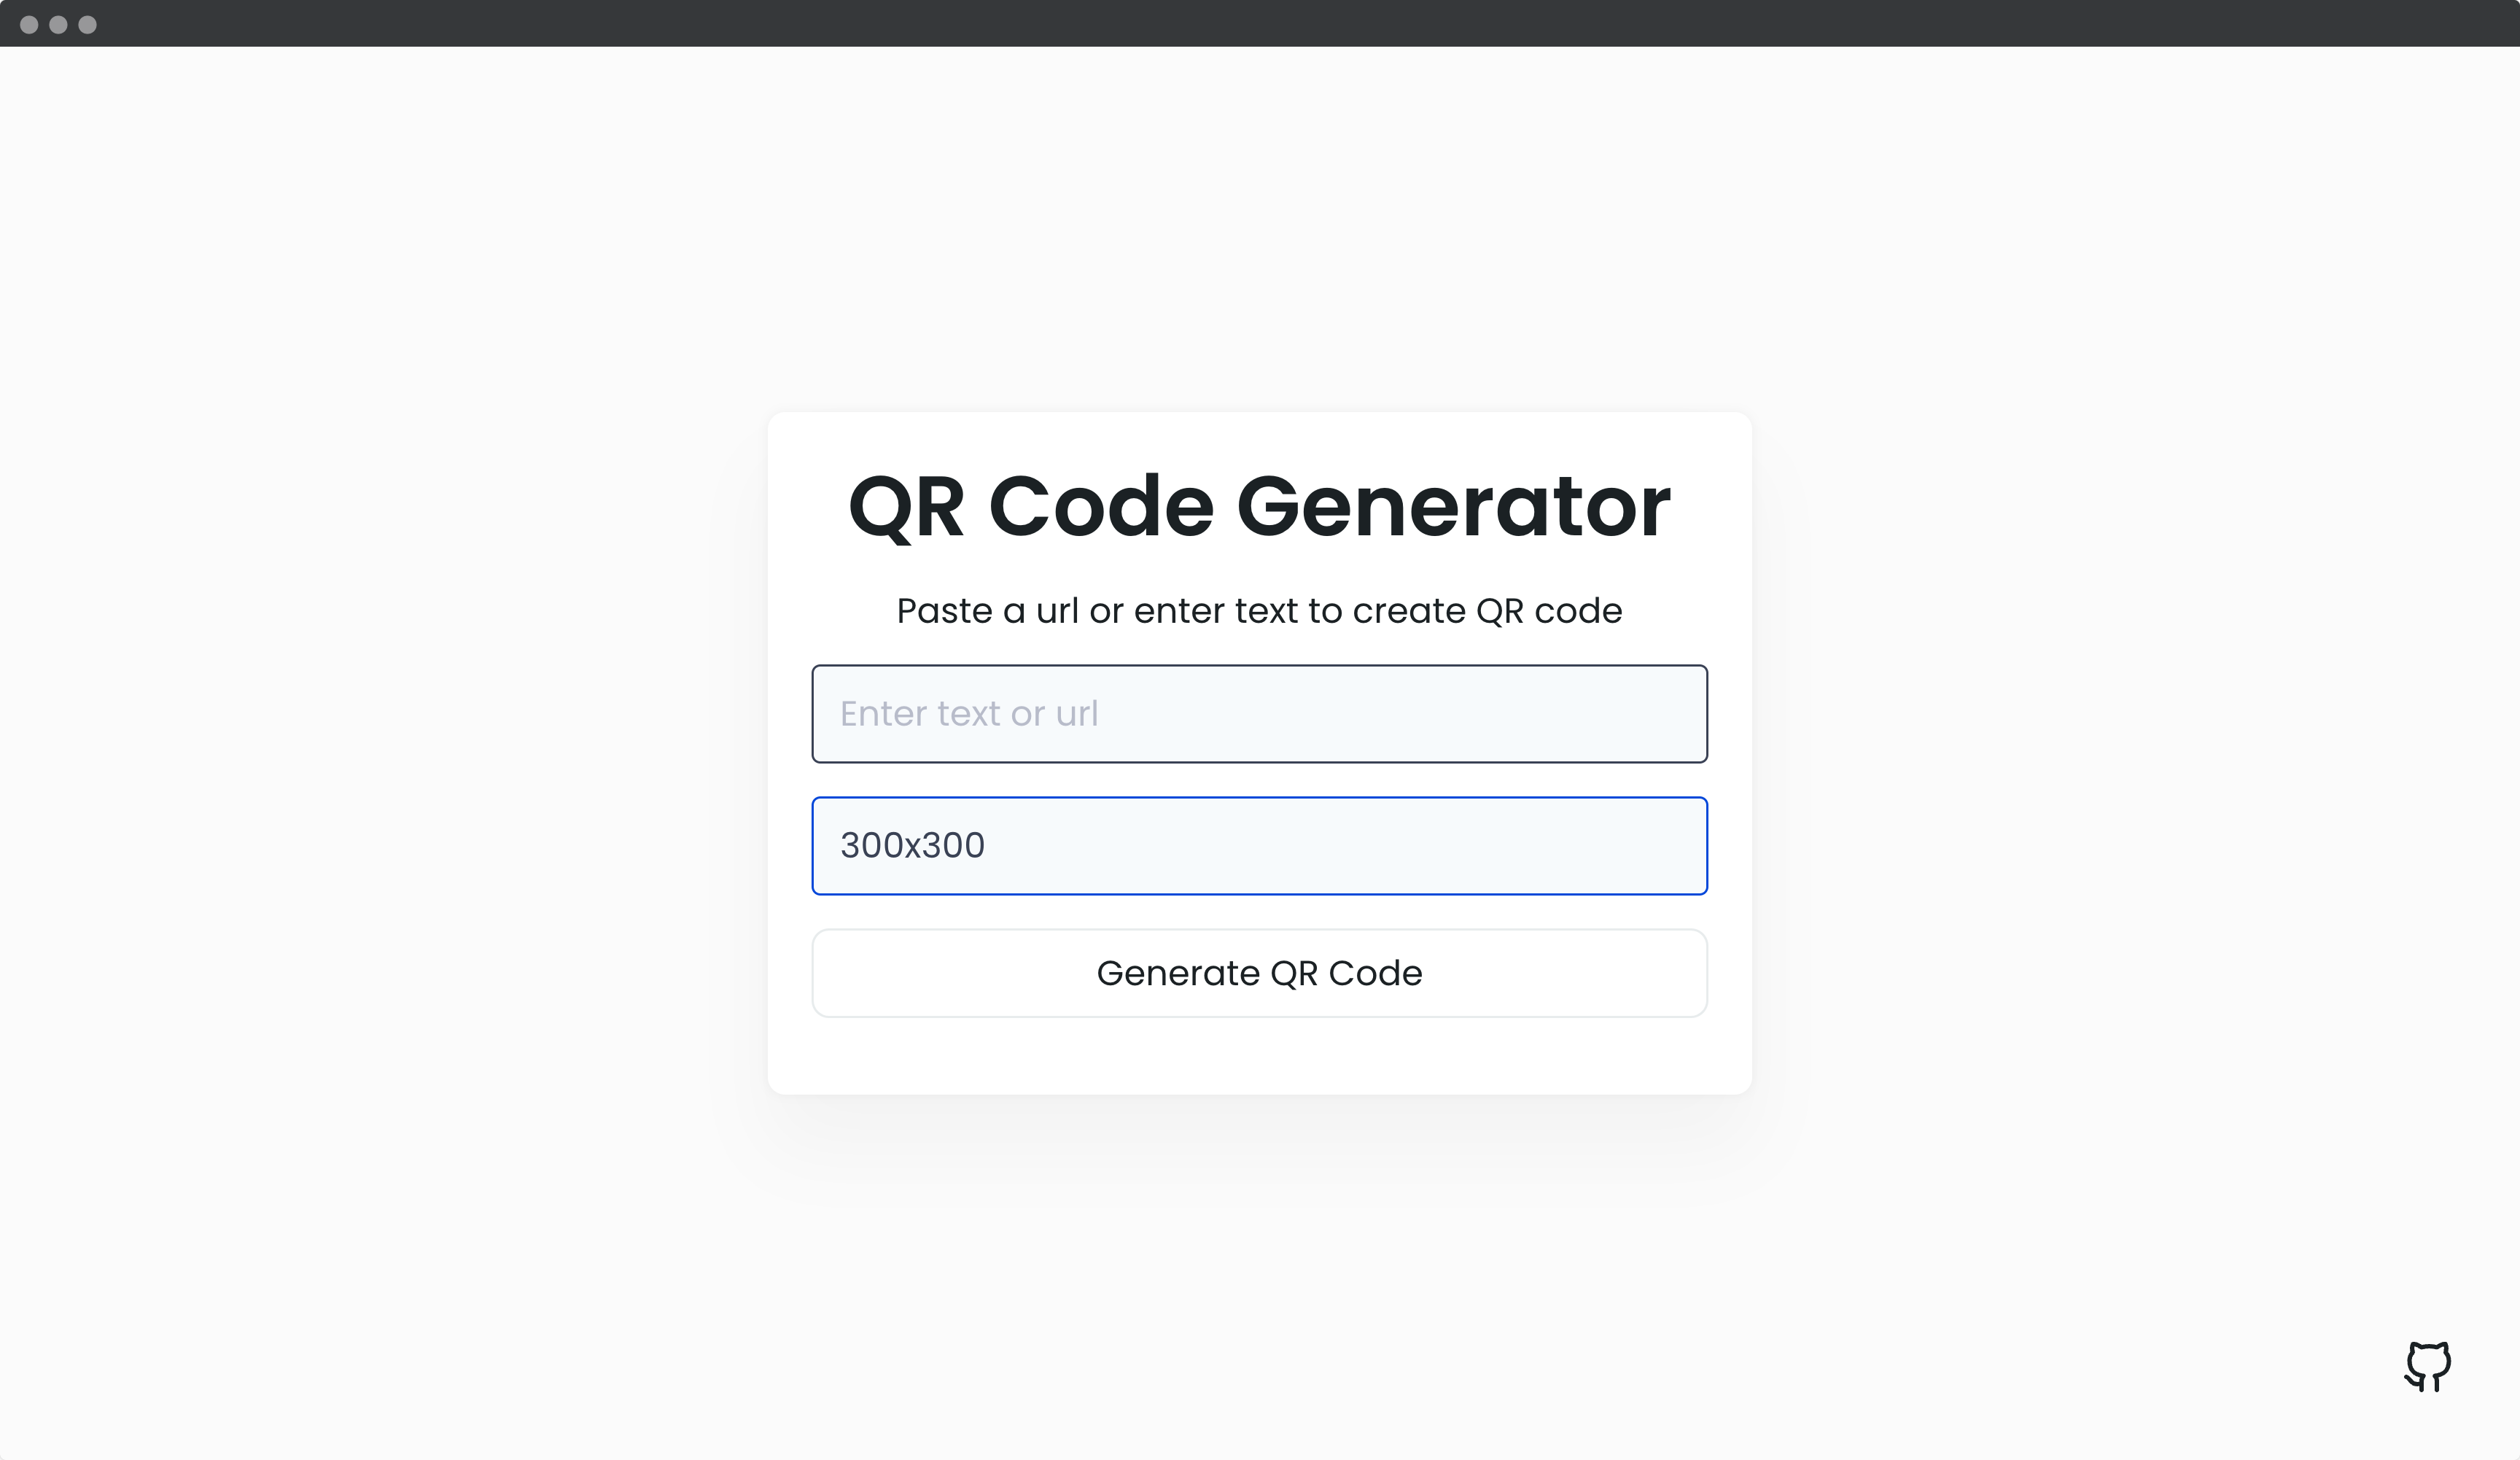 QR Code Generator
Paste a url or enter text to create QR code
Enter text or url
300x300
Generate QR Code